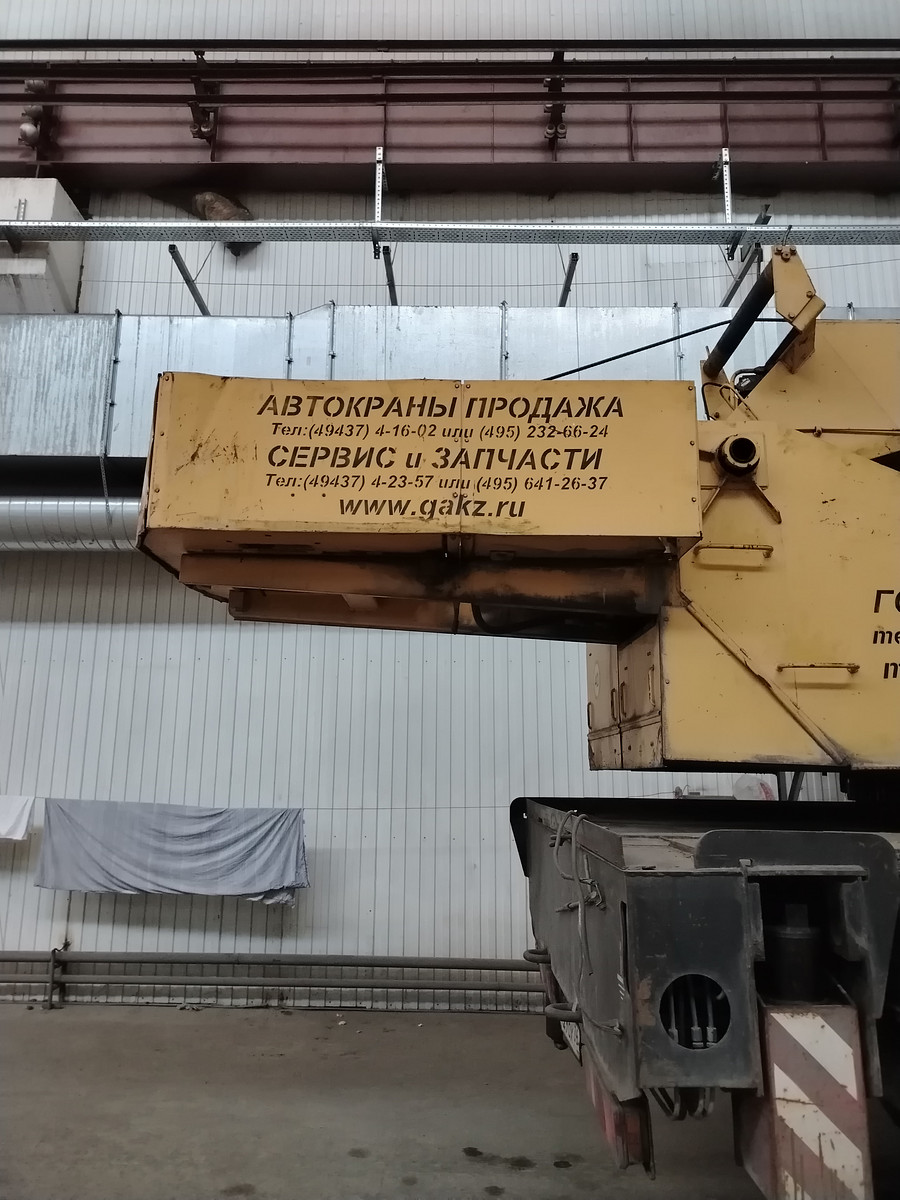 АВТОКРАНЫ ПРОДАЖА
Тел:(49437) 4-16-02 или (495) 232-66-24
СЕРВИС и ЗАПЧАСТИ
Тел:(49437) 4-23-57 или (495) 641-26-37
www.gakz.ru